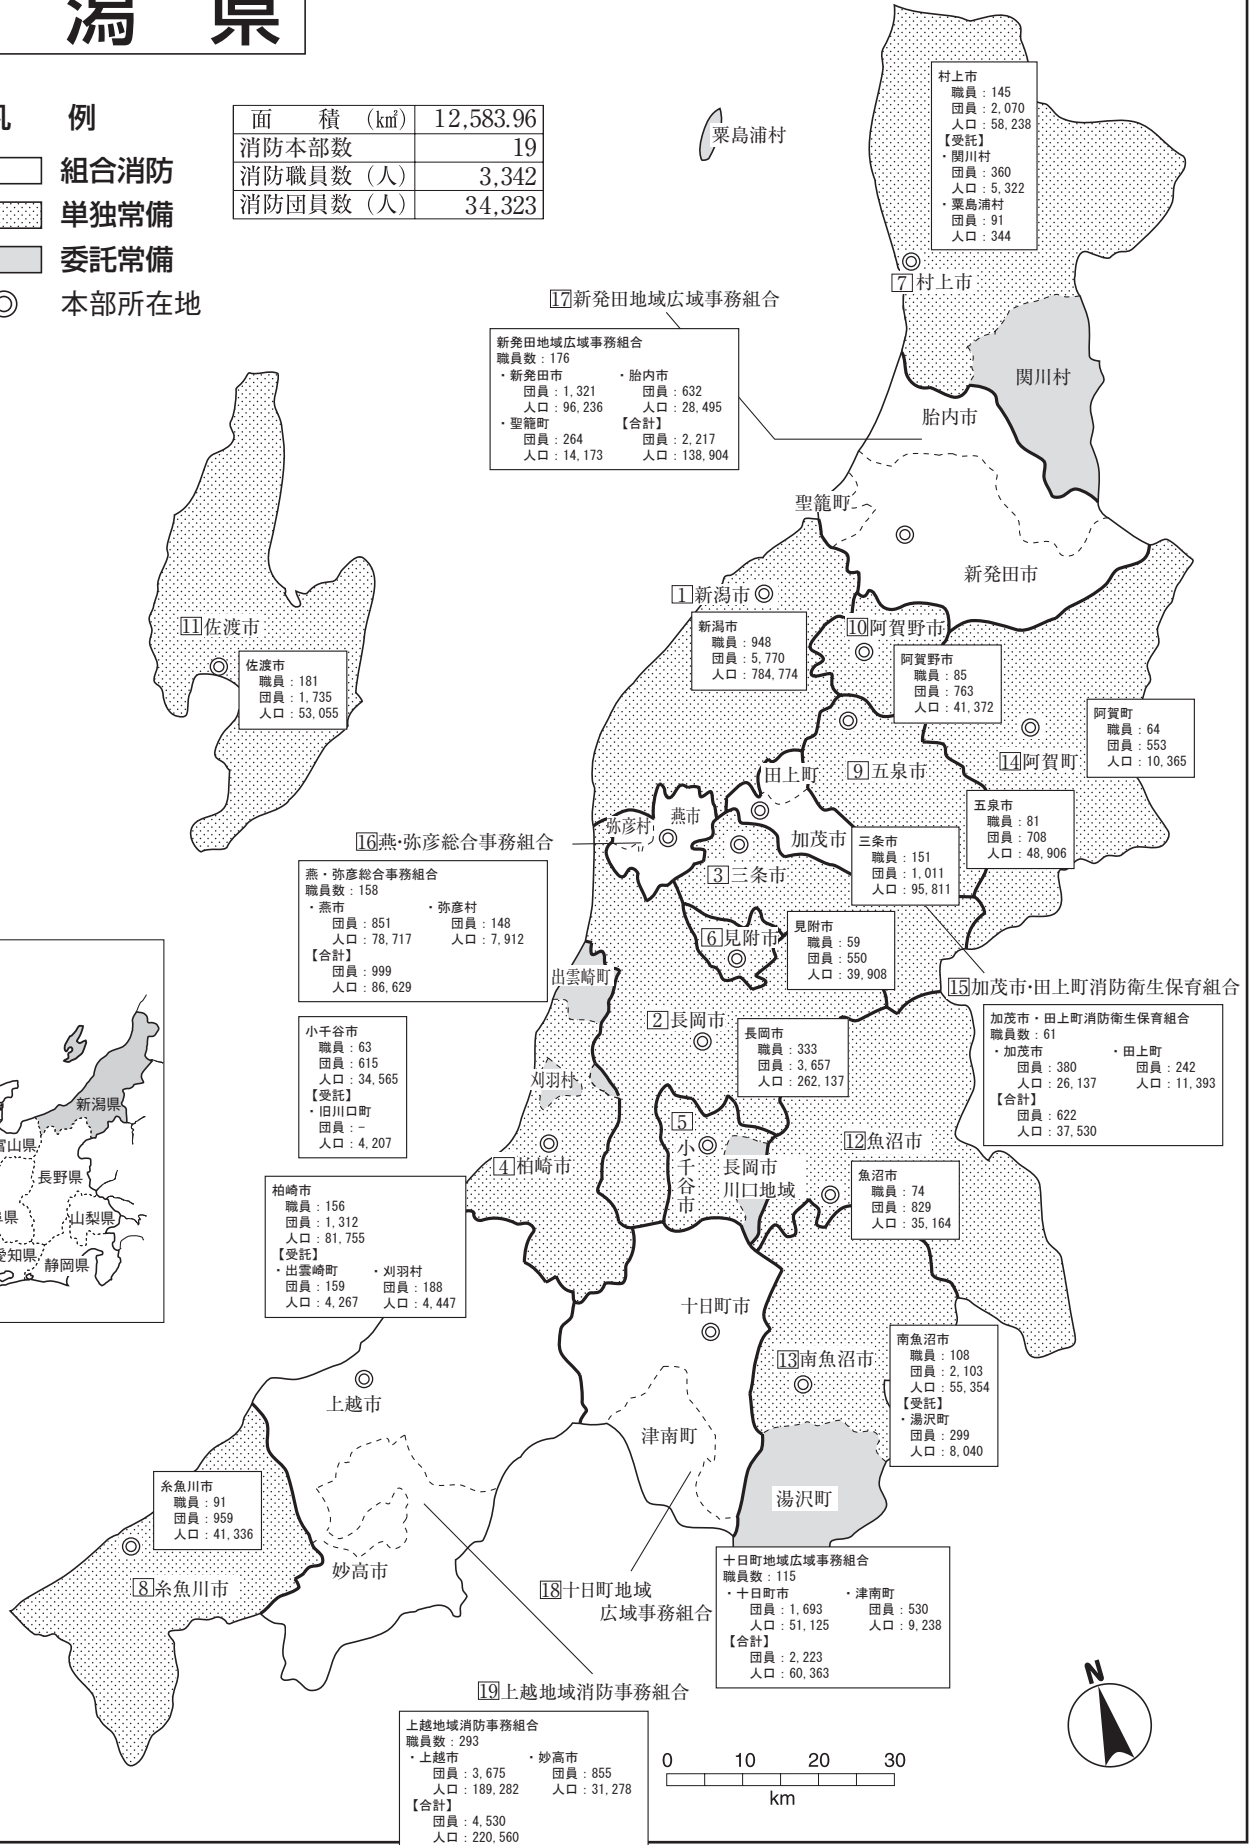 潟県
凡例
組合消防
単独常備
委託常備
本部所在地
面積（㎢） 12,583.96
消防本部数 19
消防職員数（人） 3,342
消防団員数（人） 34,323
粟島浦村
村上市
職員：145
団員：2,070
人口：58,238
【受託】
・関川村
団員：360
人口：5,322
・粟島浦村
団員：91
人口：344
7村上市
関川村
17新発田地域広域事務組合
新発田地域広域事務組合
職員数：176
・新発田市 ・胎内市
団員：1,321 団員：632
人口：96,236 人口：28,495
・聖籠町 【合計】
団員：264 団員：2,217
人口：14,173 人口：138,904
胎内市
聖籠町
新発田市
1新潟市
新潟市
職員：948
団員：5,770
人口：784,774
10阿賀野市
阿賀野市
職員：85
団員：763
人口：41,372
11佐渡市
佐渡市
職員：181
団員：1,735
人口：53,055
阿賀町
職員：64
団員：553
人口：10,365
14阿賀町
9五泉市
五泉市
職員：81
団員：708
人口：48,906
田上町
加茂市
弥彦村
燕市
16燕・弥彦総合事務組合
燕・弥彦総合事務組合
職員数：158
・燕市 ・弥彦村
団員：851 団員：148
人口：78,717 人口：7,912
【合計】
団員：999
人口：86,629
3三条市
三条市
職員：151
団員：1,011
人口：95,811
6見附市
見附市
職員：59
団員：550
人口：39,908
出雲崎町
15加茂市・田上町消防衛生保育組合
加茂市・田上町消防衛生保育組合
職員数：61
・加茂市 ・田上町
団員：380 団員：242
人口：26,137 人口：11,393
【合計】
団員：622
人口：37,530
2長岡市
長岡市
職員：333
団員：3,657
人口：262,137
小千谷市
職員：63
団員：615
人口：34,565
【受託】
・旧川口町
団員：-
人口：4,207
刈羽村
5
小千谷市
長岡市
川口地域
12魚沼市
魚沼市
職員：74
団員：829
人口：35,164
4柏崎市
柏崎市
職員：156
団員：1,312
人口：81,755
【受託】
・出雲崎町 ・刈羽村
団員：159 団員：188
人口：4,267 人口：4,447
新潟県
富山県
長野県
阜県
山梨県
愛知県
静岡県
十日町市
13南魚沼市
南魚沼市
職員：108
団員：2,103
人口：55,354
【受託】
・湯沢町
団員：299
人口：8,040
上越市
津南町
湯沢町
糸魚川市
職員：91
団員：959
人口：41,336
8糸魚川市
妙高市
18十日町地域
広域事務組合
十日町地域広域事務組合
職員数：115
・十日町市 ・津南町
団員：1,693 団員：530
人口：51,125 人口：9,238
【合計】
団員：2,223
人口：60,363
19上越地域消防事務組合
上越地域消防事務組合
職員数：293
・上越市 ・妙高市
団員：3,675 団員：855
人口：189,282 人口：31,278
【合計】
団員：4,530
人口：220,560
N
0 10 20 30
km